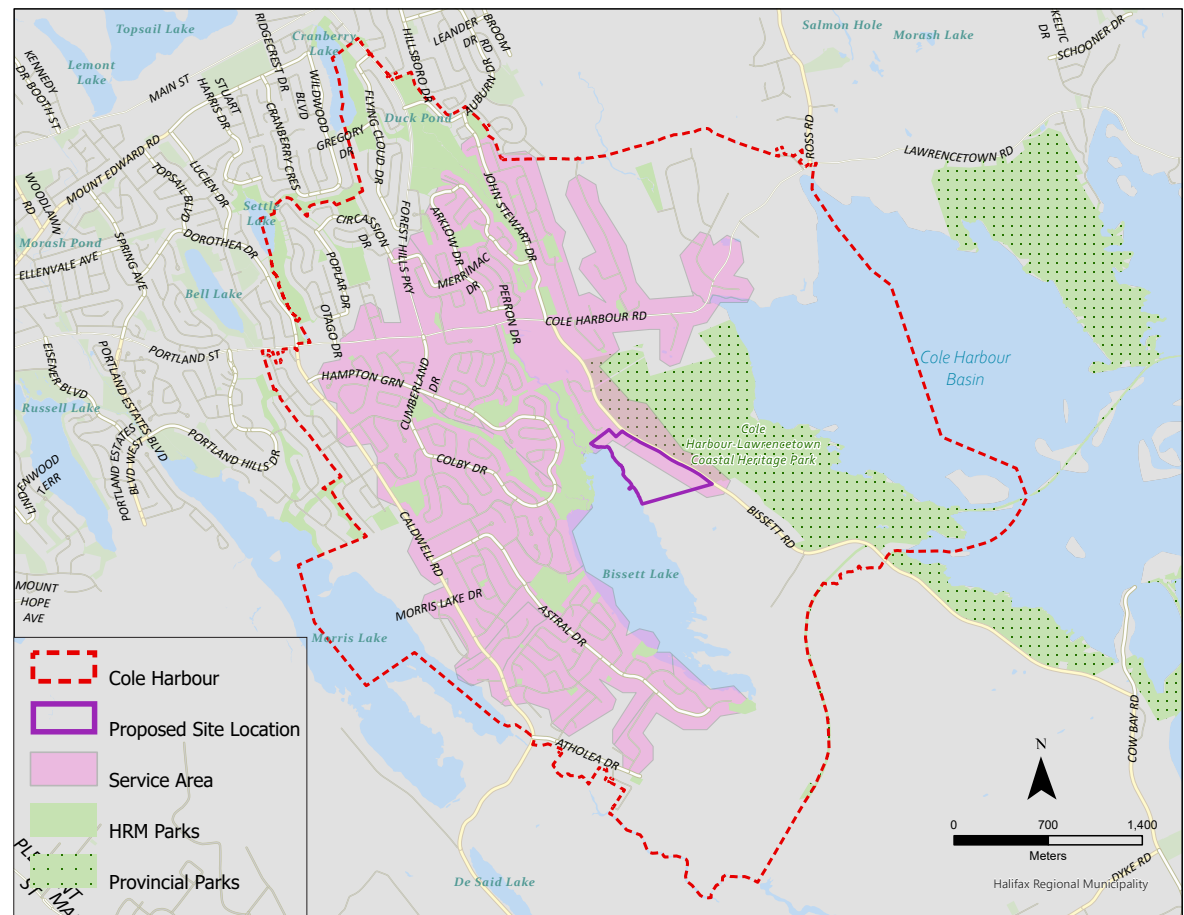 Topsail Lake
Cranberry
Lake
Salmon Hole
Morash Lake
KELTIC
DR
SCHOONER DR
LEANDER
DR
BROOM
RD
HILLSBORO DR
RIDGECREST DR
KENNEDY
DR
BOOTH ST
Lemont
Lake
MAIN ST
STUART
HARRIS DR
WILDWOOD
BLVD
CRANBERRY CRES
FLYING CLOUD DR
GREGORY
DR
Duck Pond
AUBURN
DR
ROSS RD
LAWRENCETOWN RD
MOUNT EDWARD RD
WOODLAWN
RD
TOPSAIL BLVD
LUCIEN DR
Settle
Lake
CIRCASSION
DR
FOREST HILLS PKY
ARKLOW DR
JOHN STEWART DR
Morash Pond
ELLENVALE AVE
SPRING AVE
DOROTHEA DR
POPLAR DR
MERRIMAC
DR
Bell Lake
OTAGO DR
PERRON DR
COLE HARBOUR RD
EISENER BLVD
PORTLAND ST
PORTLAND ESTATES BLVD
HAMPTON GRN
CUMBERLAND
DR
Cole Harbour
Basin
Russell Lake
PORTLAND ESTATES
BLVD WEST
PORTLAND HILLS
DR
COLBY DR
Cole
Harbour-Lawrencetown
Coastal Heritage Park
ENWOOD
TERR
LIND
CALDWELL RD
BISSETT RD
Bissett Lake
MOUNT
HOPE
AVE
MORRIS LAKE DR
ASTRAL DR
Morris Lake
ATHOLEA DR
COW BAY RD
DYKE RD
De Said Lake
Cole Harbour
Proposed Site Location
Service Area
HRM Parks
Provincial Parks
N
0 700 1,400
Meters
Halifax Regional Municipality